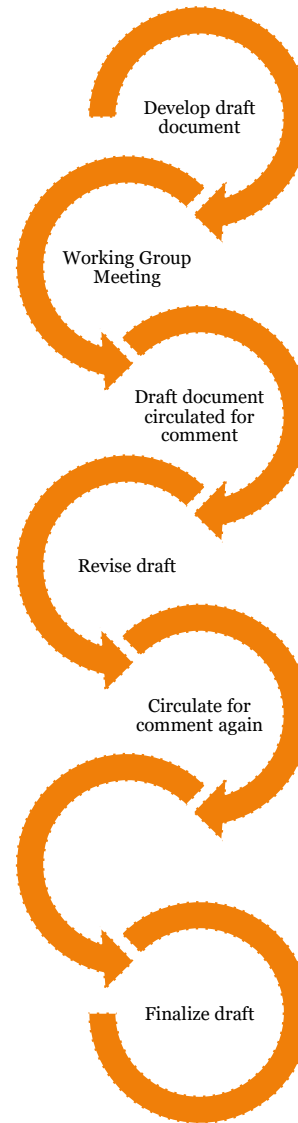 Develop draft
document
Working Group
Meeting
Draft document
circulated for
comment
Revise draft
Circulate for
comment again
Finalize draft